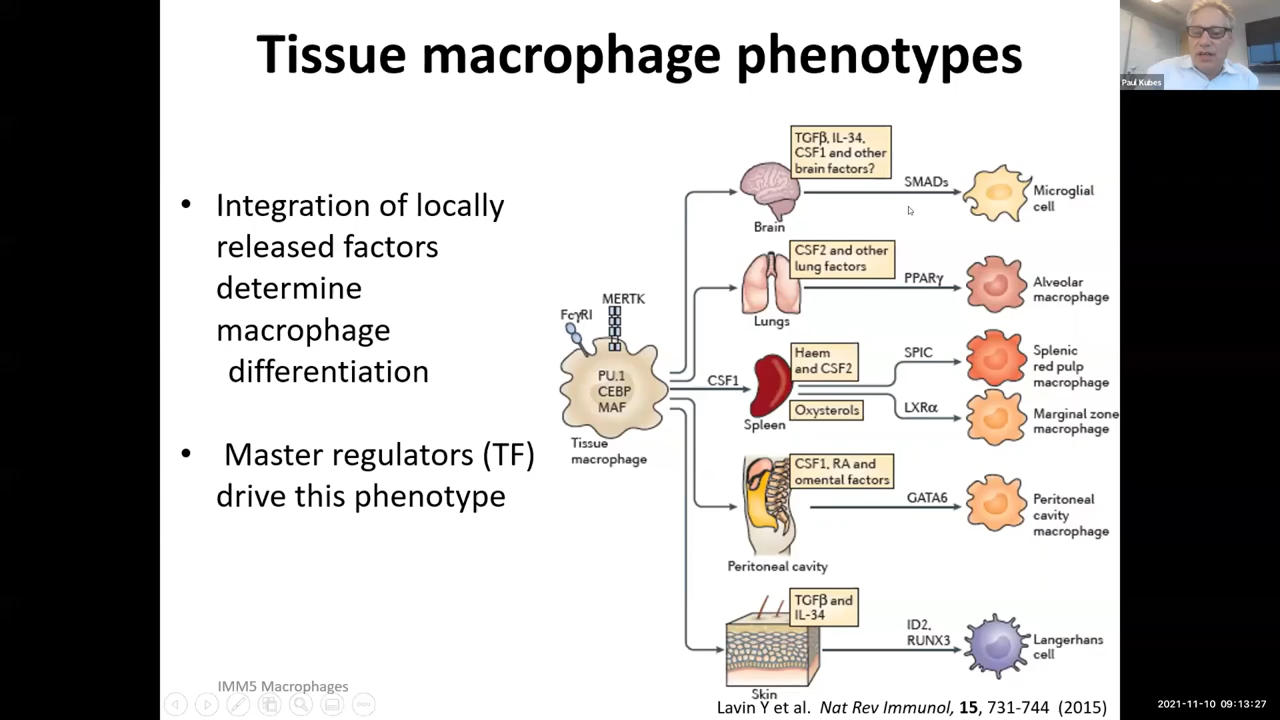 Tissue macrophage phenotypes
Paul Kubes
• Integration of locally
released factors
determine
macrophage
differentiation
• Master regulators (TF)
drive this phenotype
MERTK
FcγRI
PU.1
CEBP
MAF
Tissue
macrophage
CSF1
TGFβ, IL-34,
CSF1 and other
brain factors?
Brain
SMADs
Microglial
cell
CSF2 and other
lung factors
Lungs
PPARγ
Alveolar
macrophage
Haem
and CSF2
Oxysterols
Spleen
SPIC
Splenic
red pulp
macrophage
LXRα
Marginal zone
macrophage
CSF1, RA and
omental factors
Peritoneal cavity
GATA6
Peritoneal
cavity
macrophage
TGFβ and
IL-34
Skin
ID2,
RUNX3
Langerhans
cell
IMM5 Macrophages
Lavin Y et al. Nat Rev Immunol, 15, 731-744 (2015)
2021-11-10 09:13:27